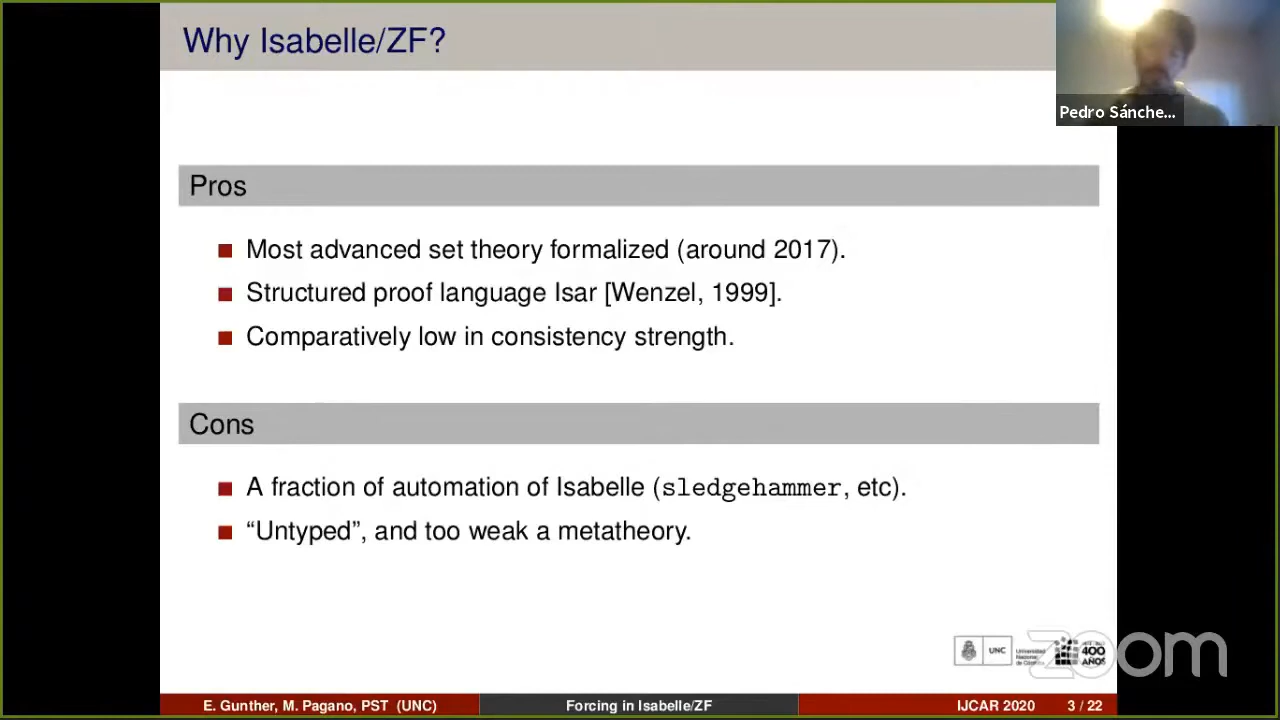 Why Isabelle/ZF?
Pedro Sánche...
Pros
Most advanced set theory formalized (around 2017).
Structured proof language Isar [Wenzel, 1999].
Comparatively low in consistency strength.
Cons
A fraction of automation of Isabelle (sledgehammer, etc).
“Untyped”, and too weak a metatheory.
UNC
Universidad
Nacional
400
AÑOS
zoom
E. Gunther, M. Pagano, PST (UNC)
Forcing in Isabelle/ZF
IJCAR 2020
3 / 22